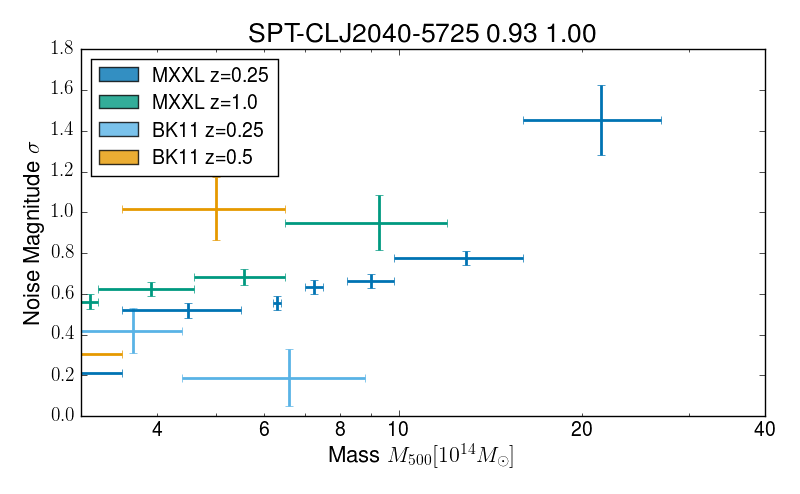 SPT-CLJ2040-5725 0.93 1.00
1.8
1.6
1.4
1.2
1.0
0.8
0.6
0.4
0.2
0.0
Noise Magnitude σ
MXXL z=0.25
MXXL z=1.0
BK11 z=0.25
BK11 z=0.5
4 6 8 10 20 40
Mass M₅₀₀[10¹⁴M☉]